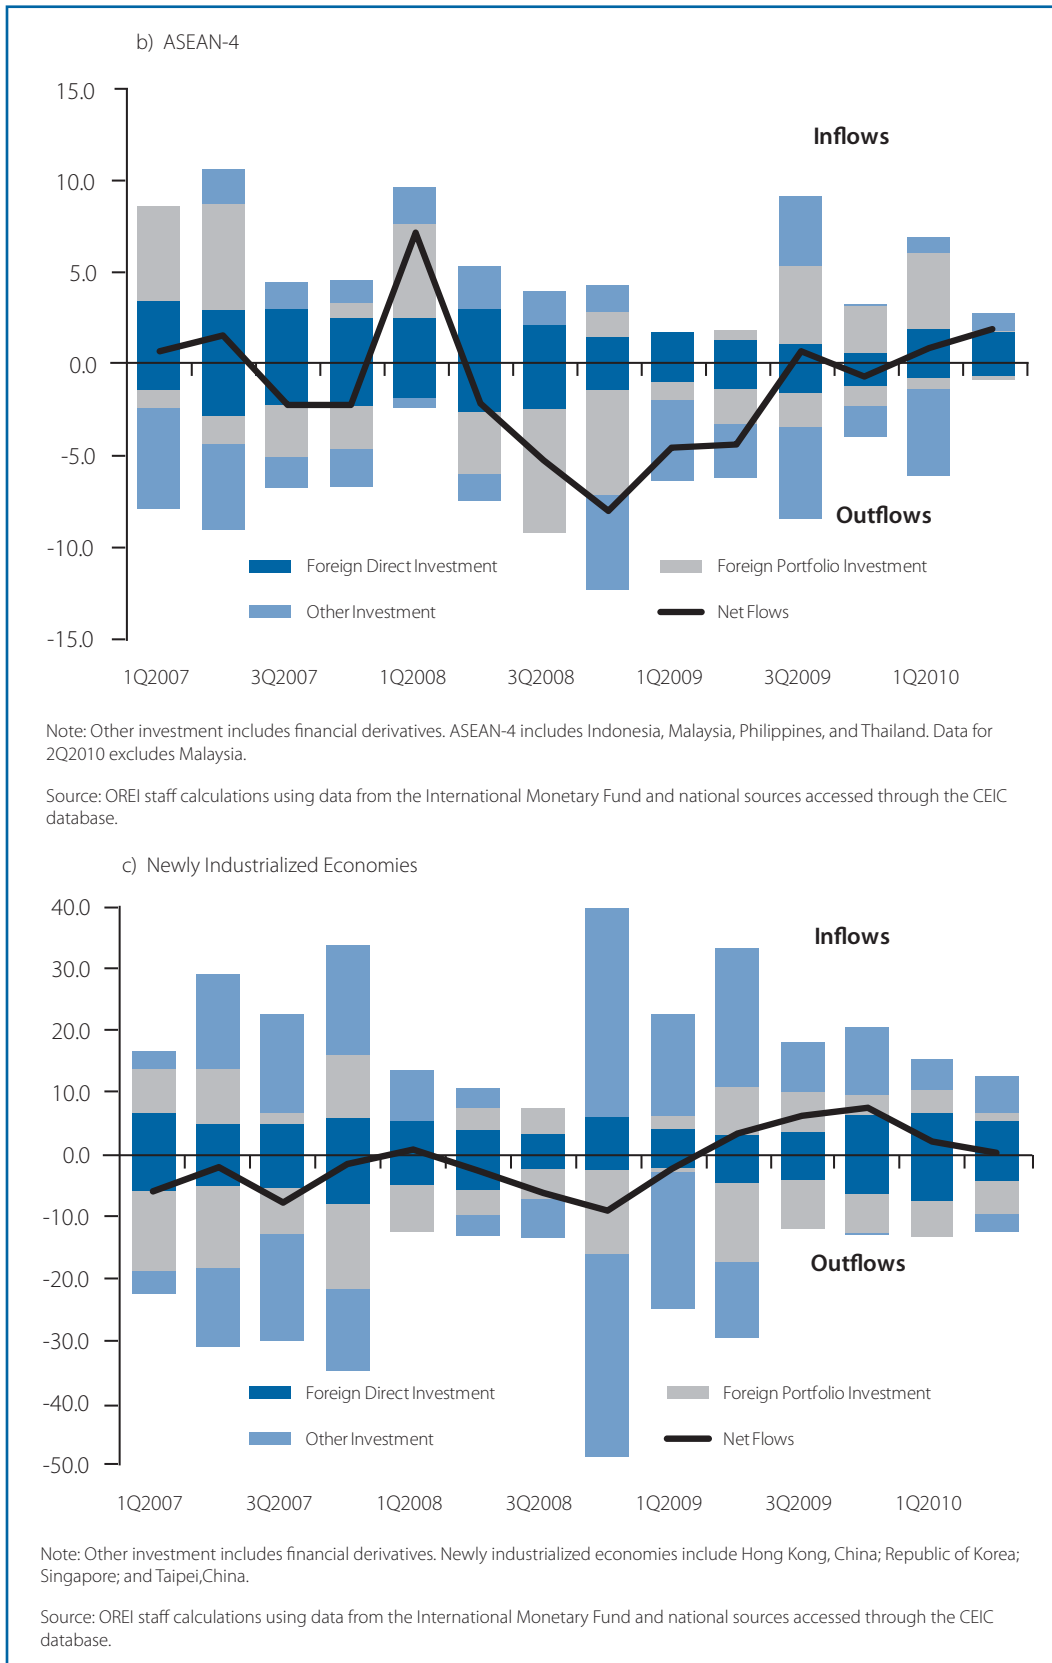 b) ASEAN-4
15.0
10.0
5.0
0.0
-5.0
-10.0
-15.0
Inflows
Outflows
Foreign Direct Investment
Foreign Portfolio Investment
Other Investment
Net Flows
1Q2007 3Q2007 1Q2008 3Q2008 1Q2009 3Q2009 1Q2010
Note: Other investment includes financial derivatives. ASEAN-4 includes Indonesia, Malaysia, Philippines, and Thailand. Data for
2Q2010 excludes Malaysia.
Source: OREI staff calculations using data from the International Monetary Fund and national sources accessed through the CEIC
database.
c) Newly Industrialized Economies
40.0
30.0
20.0
10.0
0.0
-10.0
-20.0
-30.0
-40.0
-50.0
Inflows
Outflows
Foreign Direct Investment
Foreign Portfolio Investment
Other Investment
Net Flows
1Q2007 3Q2007 1Q2008 3Q2008 1Q2009 3Q2009 1Q2010
Note: Other investment includes financial derivatives. Newly industrialized economies include Hong Kong, China; Republic of Korea;
Singapore; and Taipei,China.
Source: OREI staff calculations using data from the International Monetary Fund and national sources accessed through the CEIC
database.